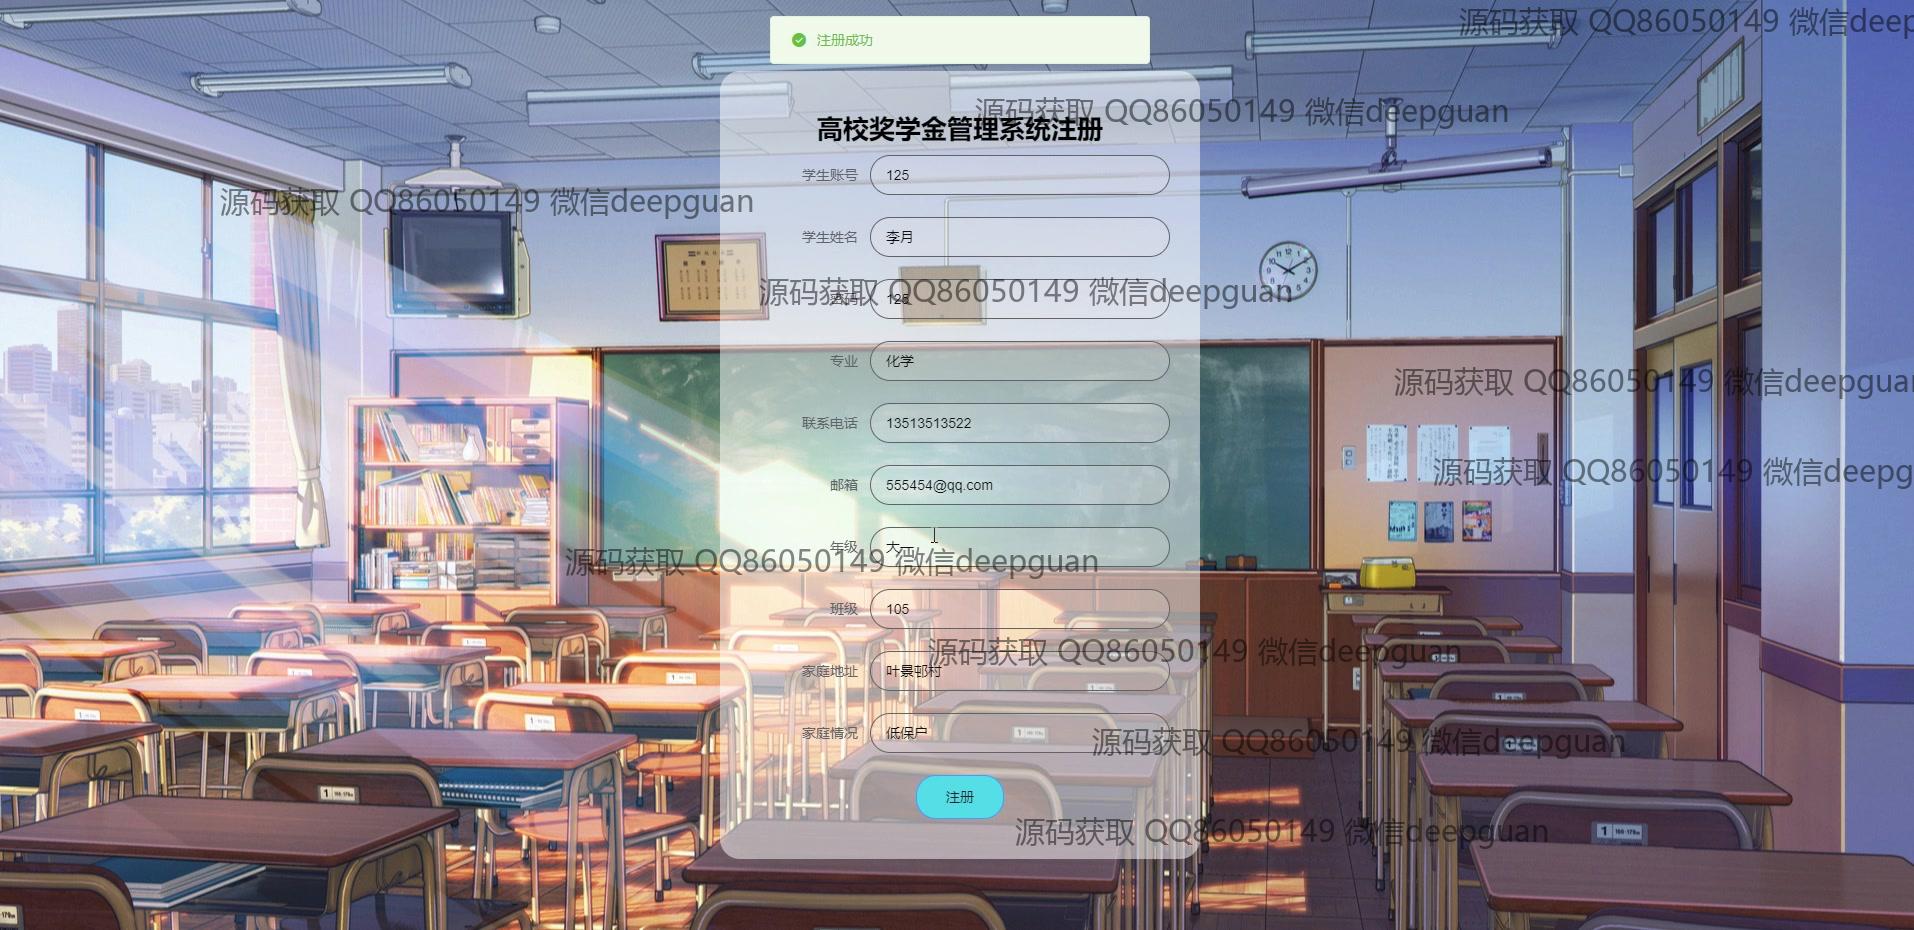 注册成功
源码获取 QQ86050149 微信deep
源码获取 QQ86050149 微信deepguan
高校奖学金管理系统注册
学生账号 125
源码获取 QQ86050149 微信deepguan
学生姓名 李月
源码获取 QQ86050149 微信deepguan
密码 125
专业 化学
源码获取 QQ86050149 微信deepguan
联系电话 13513513522
源码获取 QQ86050149 微信deepg
邮箱 555454@qq.com
年级 大一
源码获取 QQ86050149 微信deepguan
班级 105
源码获取 QQ86050149 微信deepguan
家庭地址 叶景邨村
家庭情况 低保户
源码获取 QQ86050149 微信deepguan
注册
源码获取 QQ86050149 微信deepguan